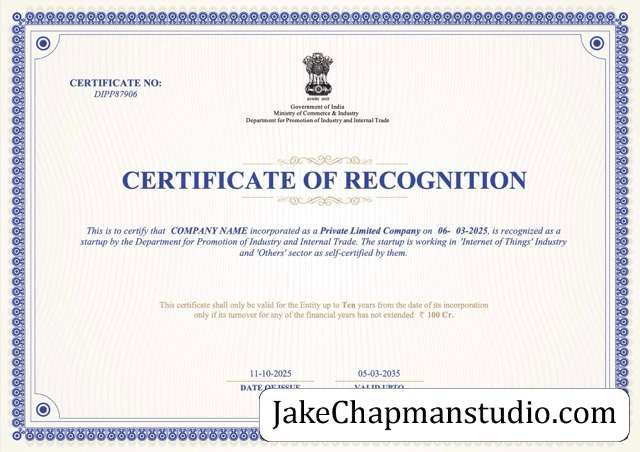 CERTIFICATE NO:
DIPP87906
सत्यमेव जयते
Government of India
Ministry of Commerce & Industry
Department for Promotion of Industry and Internal Trade
CERTIFICATE OF RECOGNITION
This is to certify that COMPANY NAME incorporated as a Private Limited Company on 06- 03-2025, is recognized as a
startup by the Department for Promotion of Industry and Internal Trade. The startup is working in 'Internet of Things' Industry
and 'Others' sector as self-certified by them.
This certificate shall only be valid for the Entity up to Ten years from the date of its incorporation
only if its turnover for any of the financial years has not extended ₹ 100 Cr.
11-10-2025 05-03-2035
DATE OF ISSUE VALID UPTO
JakeChapmanstudio.com